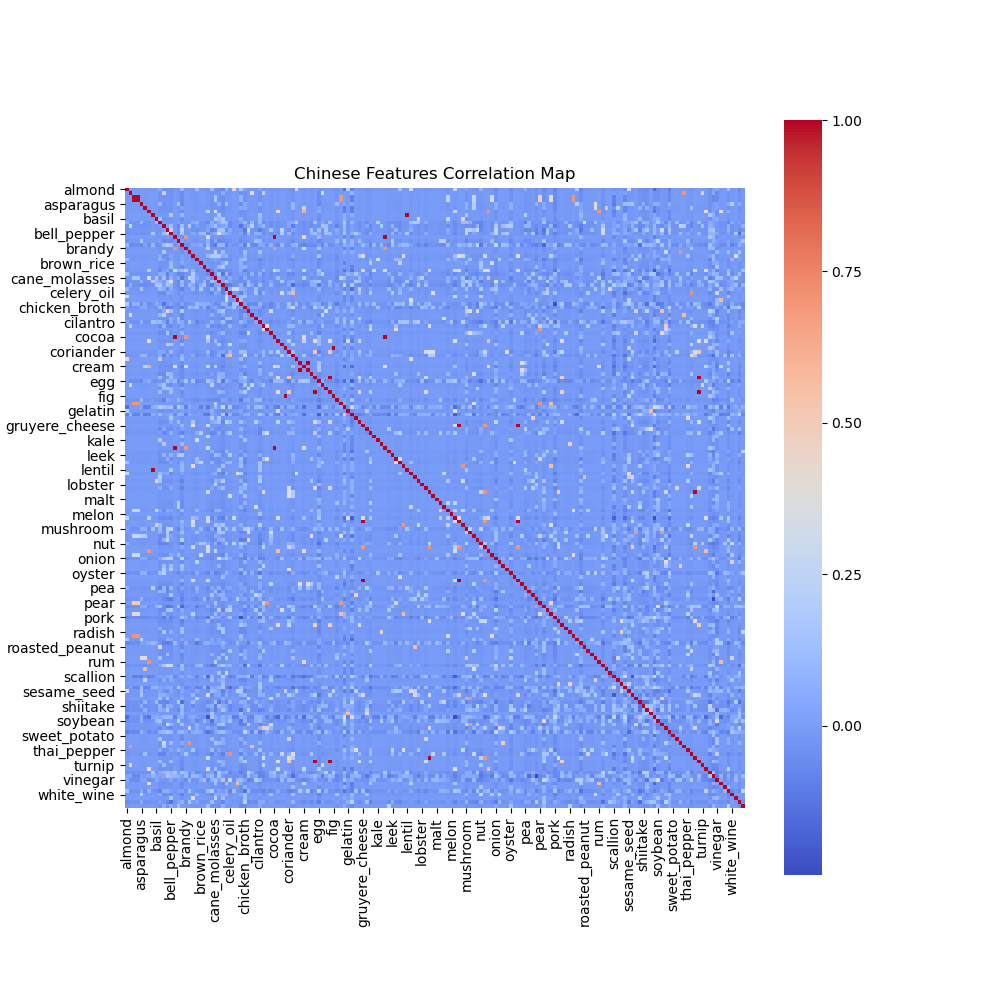 Chinese Features Correlation Map
almond
asparagus
basil
bell_pepper
brandy
brown_rice
cane_molasses
celery_oil
chicken_broth
cilantro
cocoa
coriander
cream
egg
fig
gelatin
gruyere_cheese
kale
leek
lentil
lobster
malt
melon
mushroom
nut
onion
oyster
pea
pear
pork
radish
roasted_peanut
rum
scallion
sesame_seed
shiitake
soybean
sweet_potato
thai_pepper
turnip
vinegar
white_wine
almond
asparagus
basil
bell_pepper
brandy
brown_rice
cane_molasses
celery_oil
chicken_broth
cilantro
cocoa
coriander
cream
egg
fig
gelatin
gruyere_cheese
kale
leek
lentil
lobster
malt
melon
mushroom
nut
onion
oyster
pea
pear
pork
radish
roasted_peanut
rum
scallion
sesame_seed
shiitake
soybean
sweet_potato
thai_pepper
turnip
vinegar
white_wine
1.00
0.75
0.50
0.25
0.00